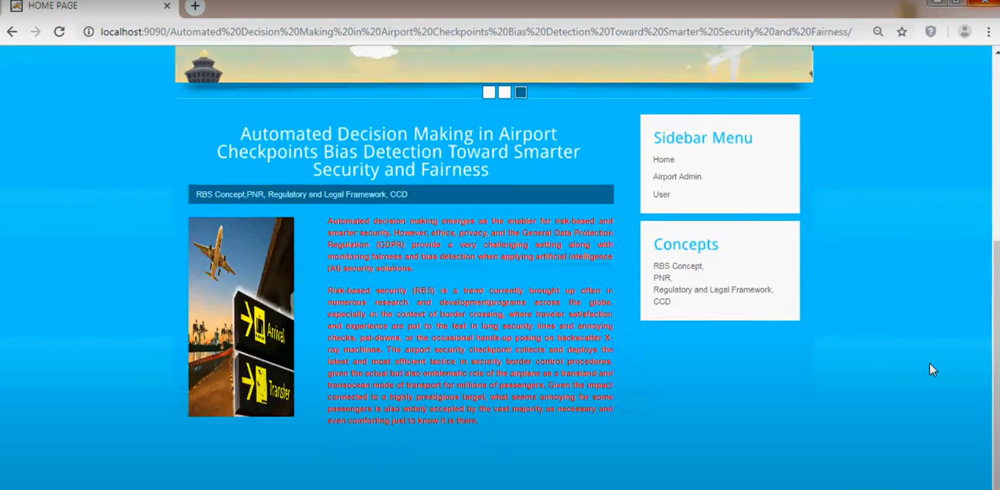 HOME PAGE
localhost:9090/Automated%20Decision%20Making%20in%20Airport%20Checkpoints%20Bias%20Detection%20Toward%20Smarter%20Security%20and%20Fairness/
Automated Decision Making in Airport
Checkpoints Bias Detection Toward Smarter
Security and Fairness
RBS Concept,PNR, Regulatory and Legal Framework, CCD
Arrival
Transfer
Automated decision making emerges as the enabler for risk-based and
smarter security. However, ethics, privacy, and the General Data Protection
Regulation (GDPR) provide a very challenging setting along with
monitoring fairness and bias detection when applying artificial intelligence
(AI) security solutions.
Risk-based security (RBS) is a trend currently brought up often in
numerous research and developmentprograms across the globe,
especially in the context of border crossing, where traveler satisfaction
and experience are put to the test in long security lines and annoying
checks, pat-downs, or the occasional hands-up posing on backscatter X-
ray machines. The airport security checkpoint collects and deploys the
latest and most efficient tactics in security border control procedures,
given the actual but also emblematic role of the airplane as a transland and
transocean mode of transport for millions of passengers. Given the impact
connected to a highly prestigious target, what seems annoying for some
passengers is also widely accepted by the vast majority as necessary and
even comforting just to know it is there.
Sidebar Menu
Home
Airport Admin
User
Concepts
RBS Concept,
PNR,
Regulatory and Legal Framework,
CCD